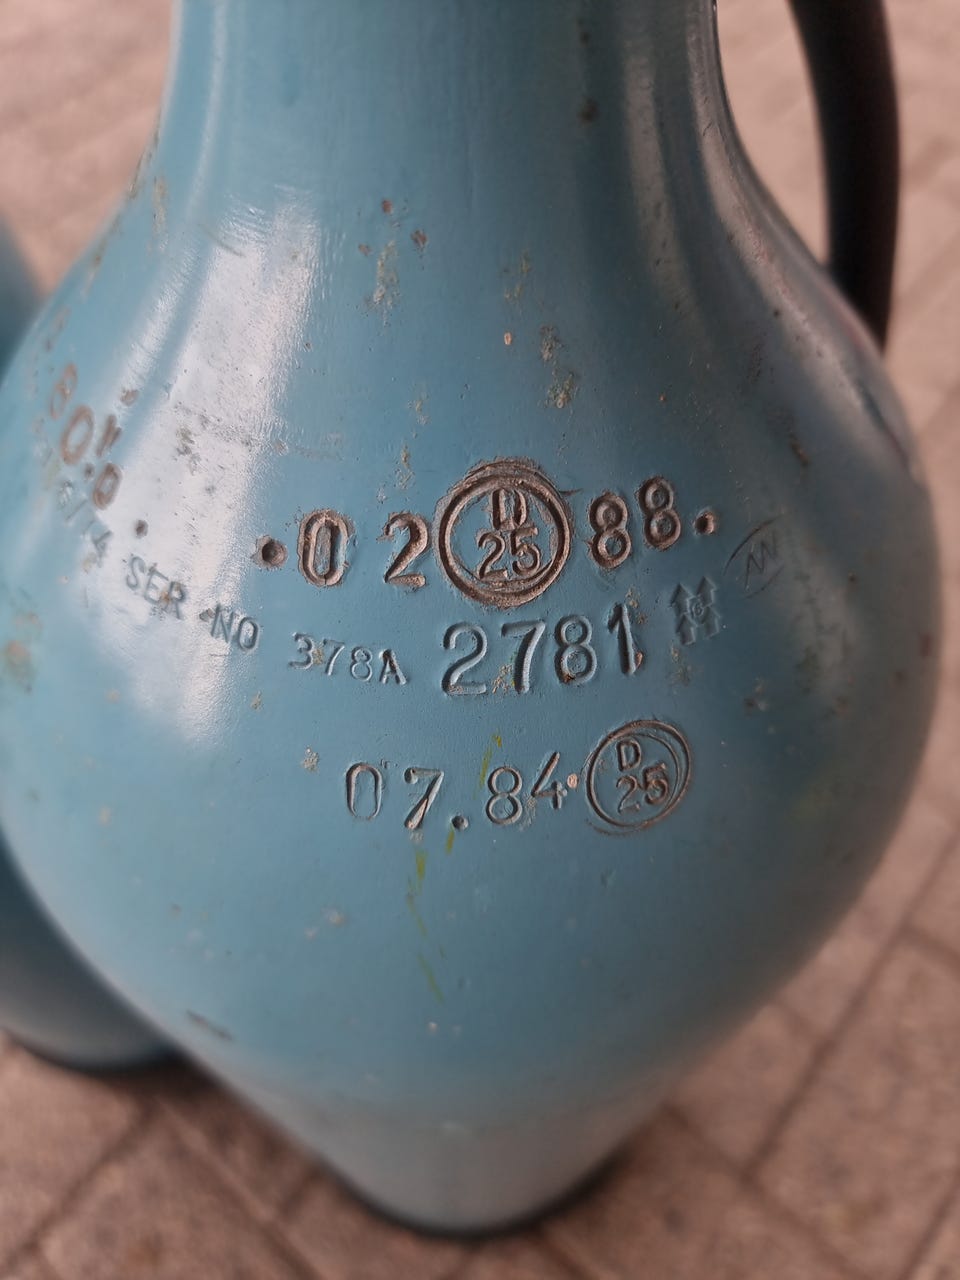 ·02 D 25 88·
SER NO 378A 2781
07.84· D 25